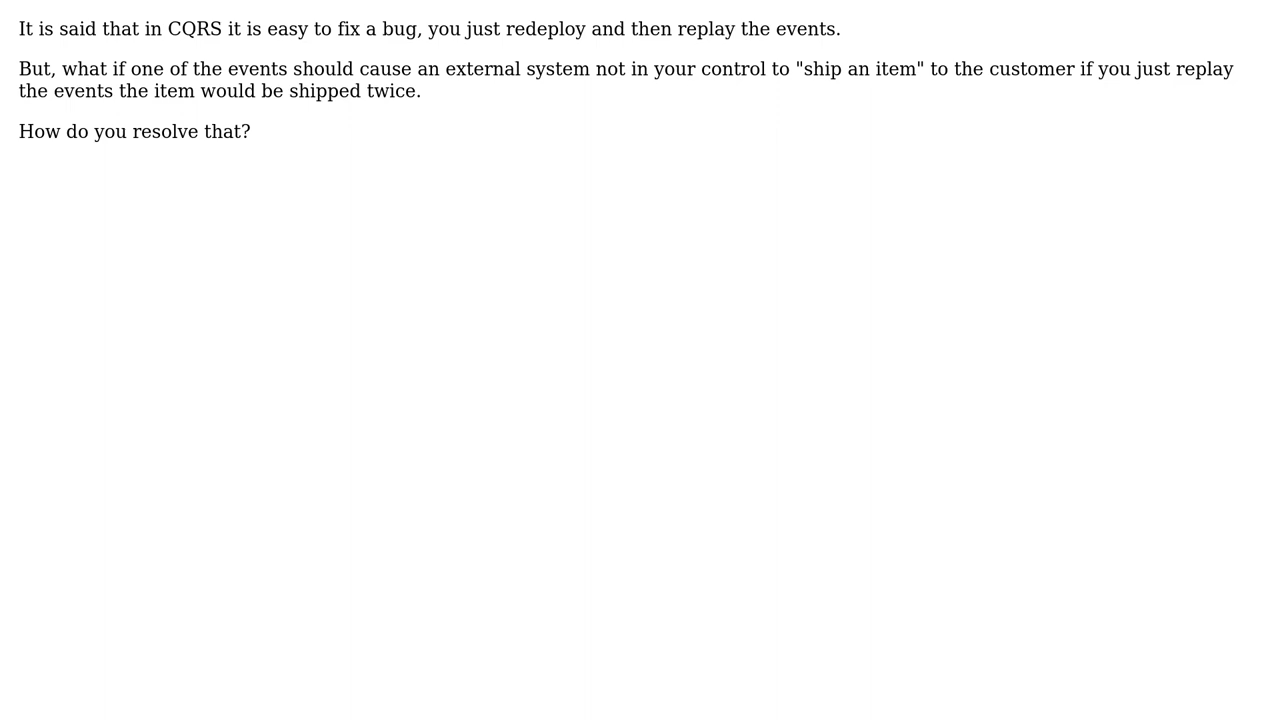 It is said that in CQRS it is easy to fix a bug, you just redeploy and then replay the events.
But, what if one of the events should cause an external system not in your control to "ship an item" to the customer if you just replay
the events the item would be shipped twice.
How do you resolve that?